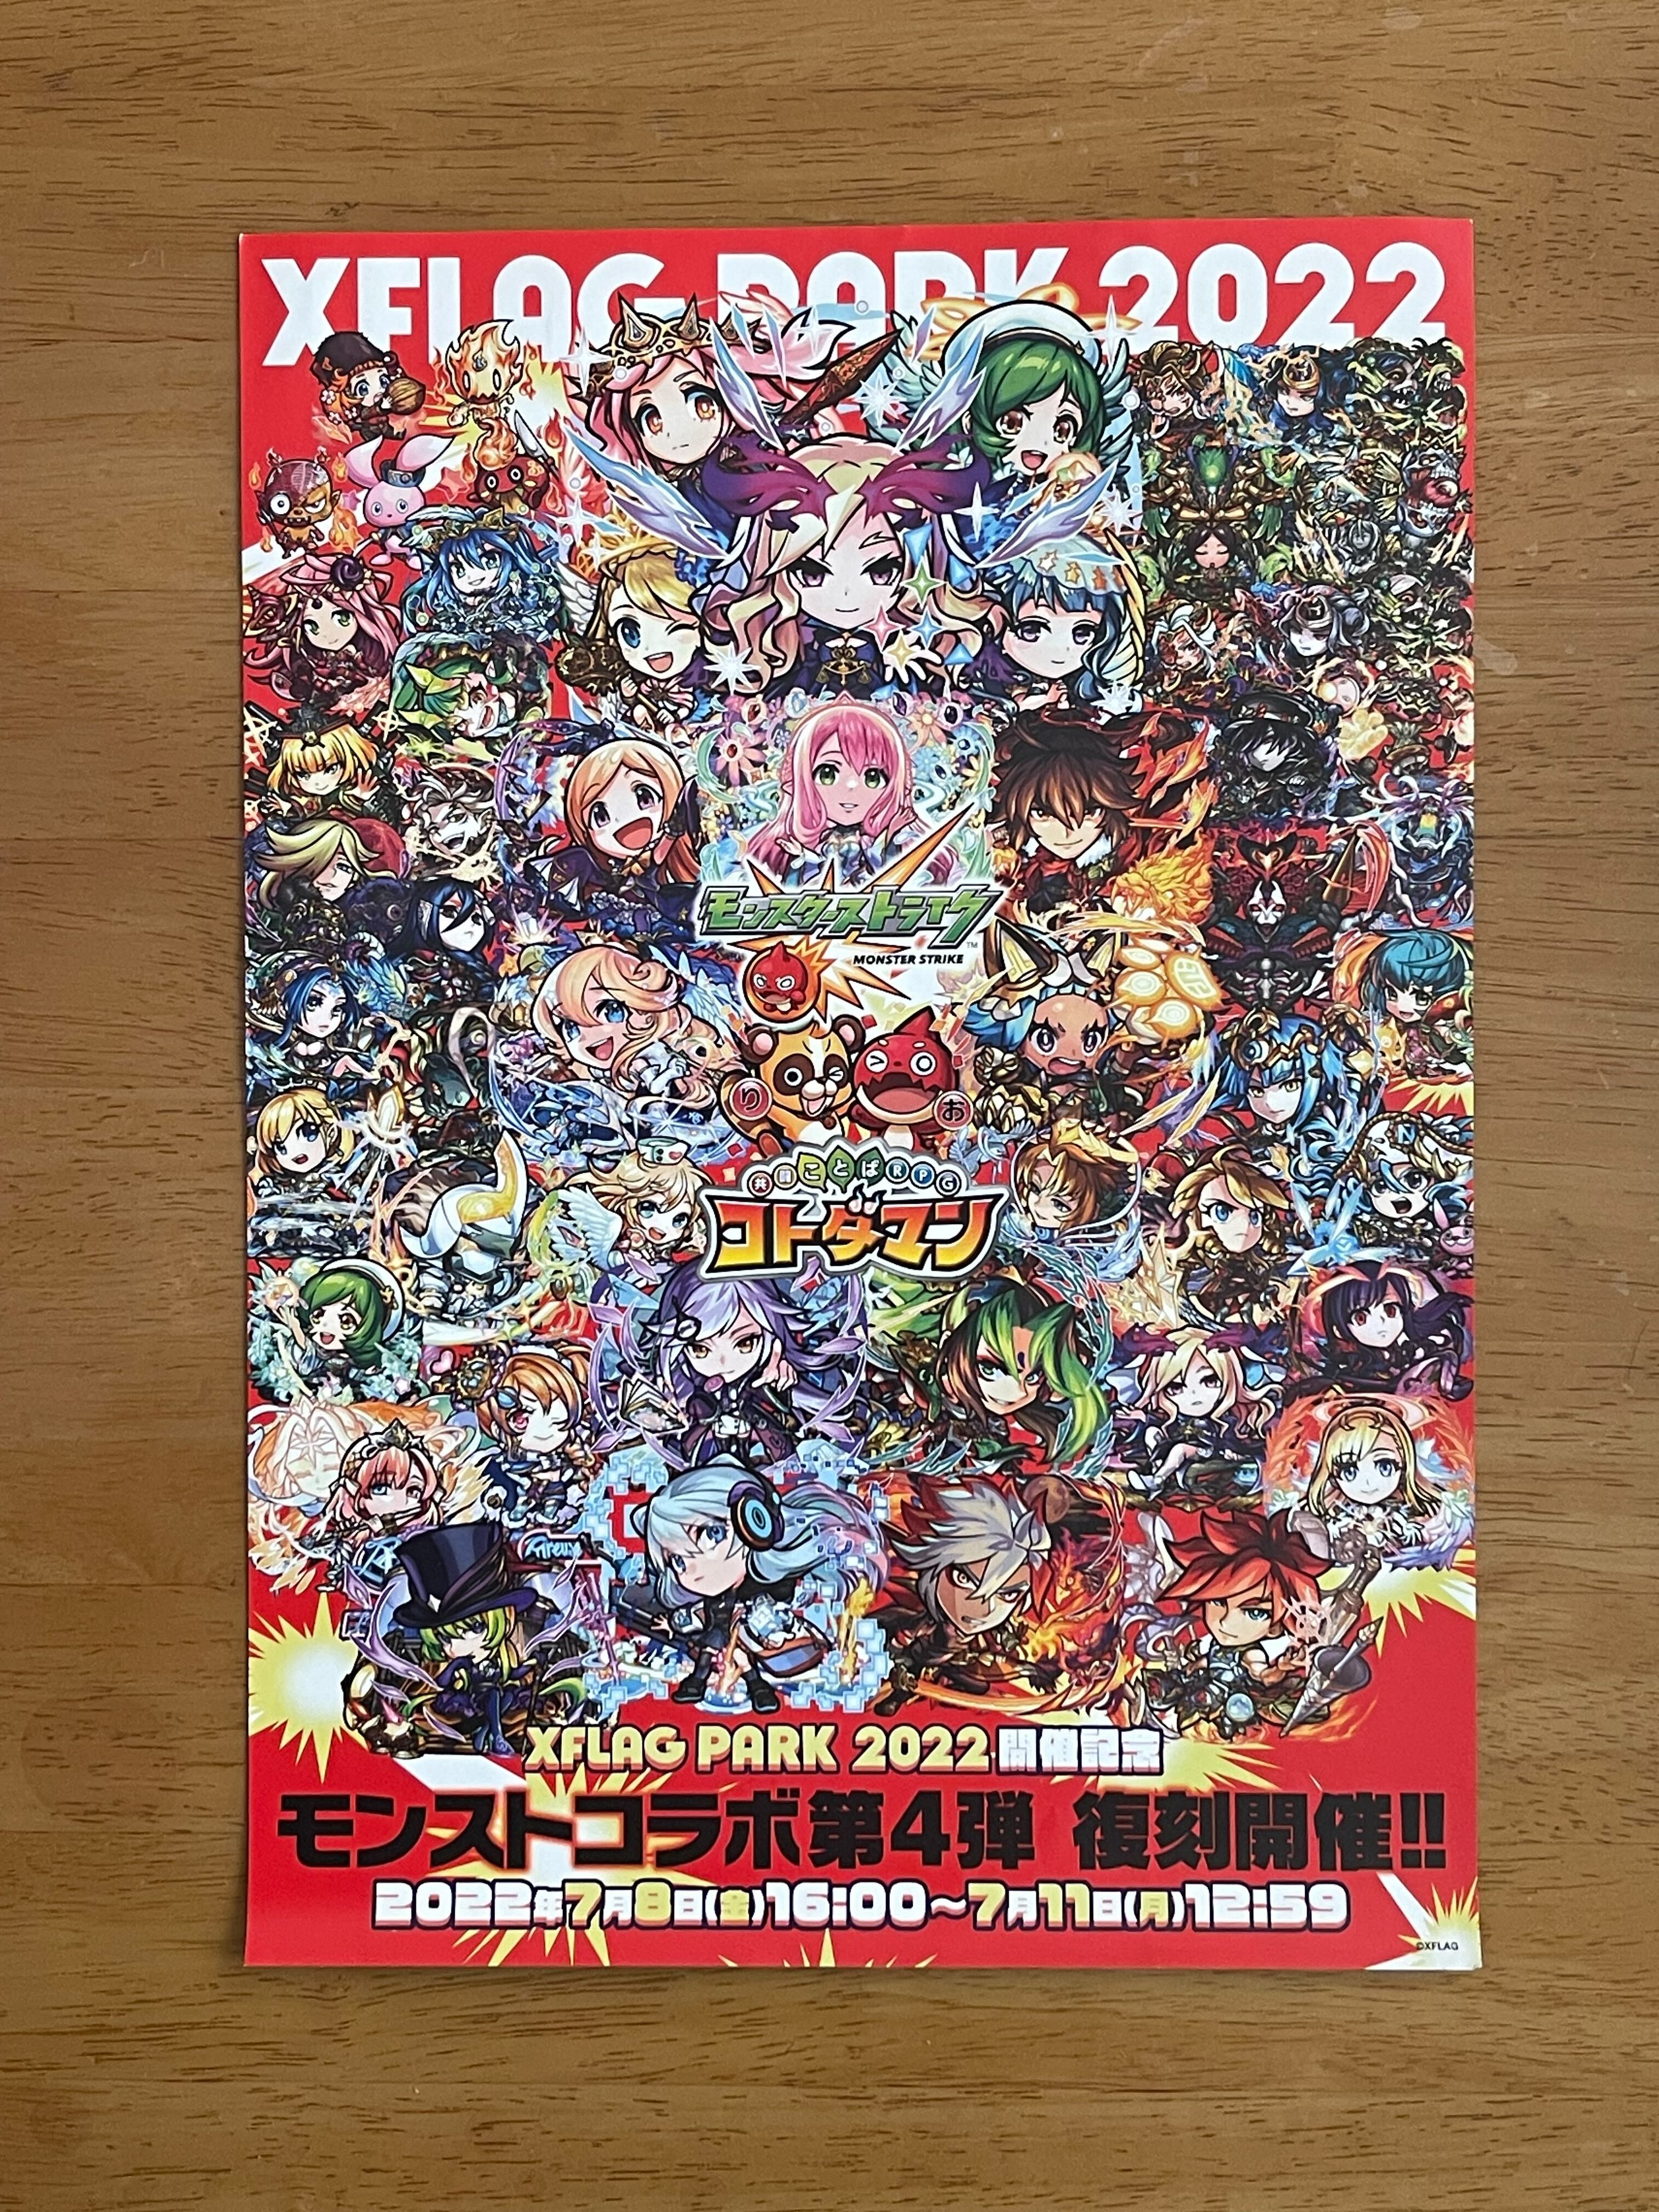 XFLAG PARK 2022
モンスターストライク
TM
MONSTER STRIKE
り
お
共闘ことばRPG
コトダマン
N
XFLAG PARK 2022 開催記念
モンストコラボ第4弾 復刻開催!!
2022年7月8日(金)16:00〜7月11日(月)12:59
©XFLAG